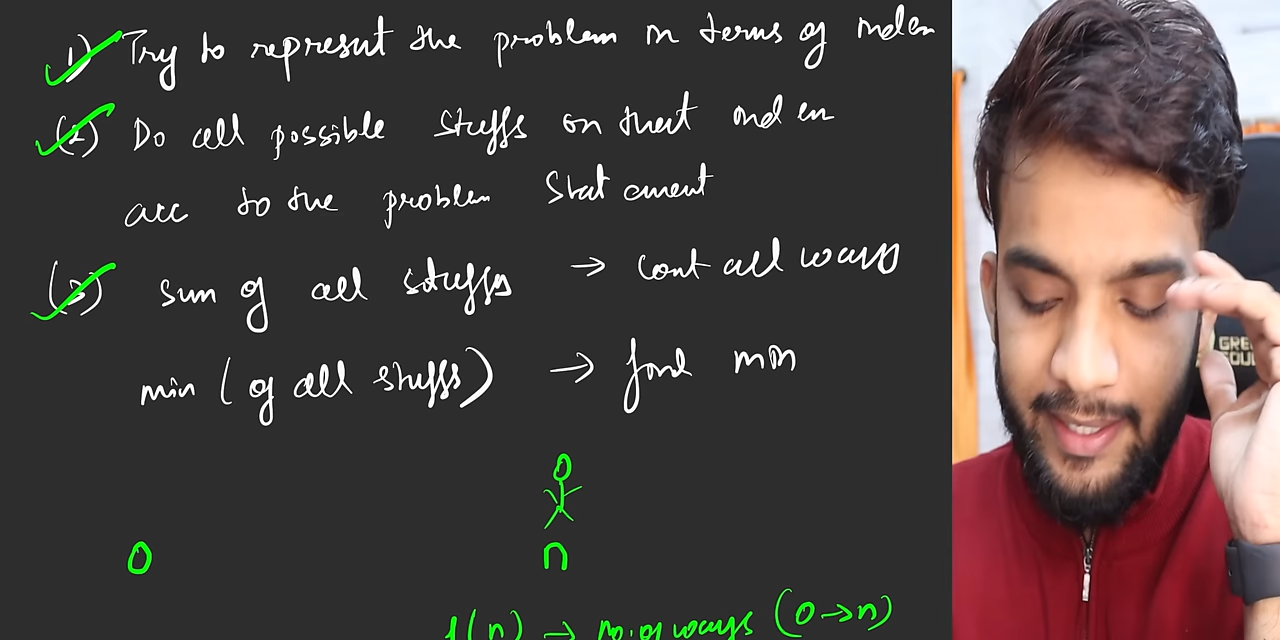 1) Try to represent the problem in terms of index
(2) Do all possible stuffs on that index
acc to the problem statement
(3) sum of all stuffs → count all ways
min (of all stuffs) → find min
0 n
f(n) → no. of ways (0→n)